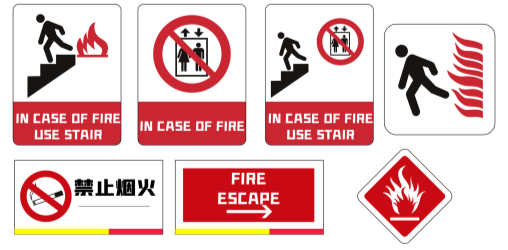 IN CASE OF FIRE
USE STAIR
IN CASE OF FIRE
IN CASE OF FIRE
USE STAIR
禁止烟火
FIRE
ESCAPE